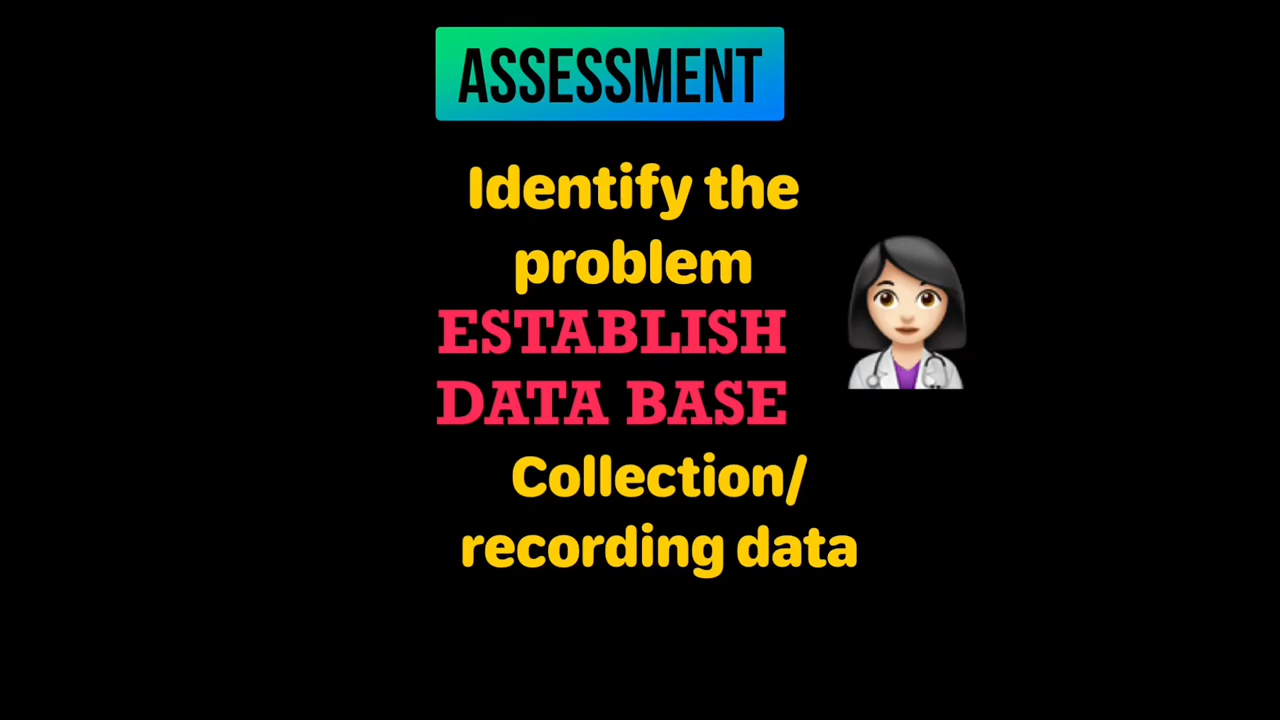 ASSESSMENT
Identify the
problem
ESTABLISH
DATA BASE
Collection/
recording data